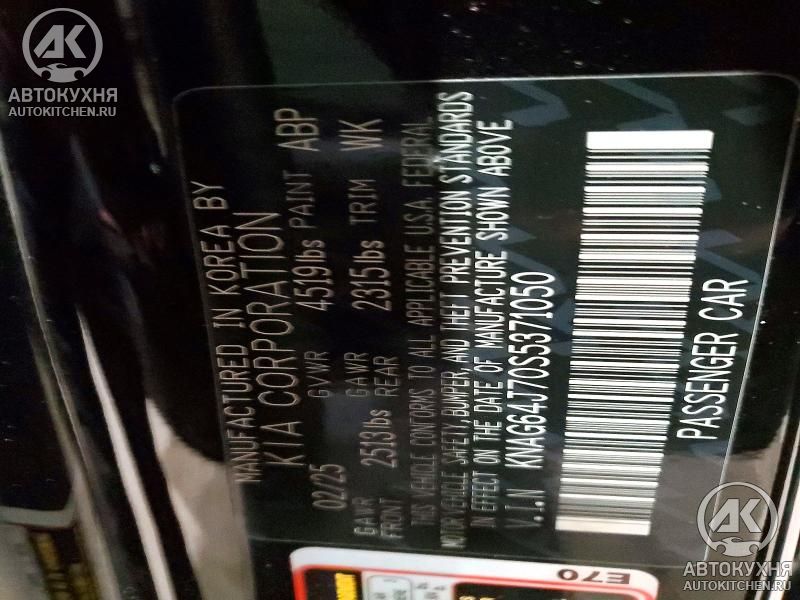 АК
АВТОКУХНЯ
AUTOKITCHEN.RU
MANUFACTURED IN KOREA BY
KIA CORPORATION
02/25 GVWR 4519lbs PAINT ABP
GAWR FRONT 2513lbs GAWR REAR 2315lbs TRIM WK
THIS VEHICLE CONFORMS TO ALL APPLICABLE U.S.A. FEDERAL
MOTOR VEHICLE SAFETY, BUMPER, AND THEFT PREVENTION STANDARDS
IN EFFECT ON THE DATE OF MANUFACTURE SHOWN ABOVE
V.I.N KNAG64J70S5371050
PASSENGER CAR
E70
АК
АВТОКУХНЯ
AUTOKITCHEN.RU